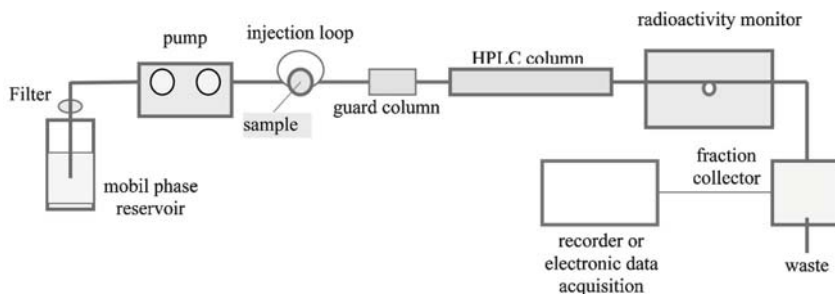 pump
injection loop
radioactivity monitor
HPLC column
Filter
guard column
sample
mobil phase
reservoir
fraction
collector
recorder or
electronic data
acquisition
waste